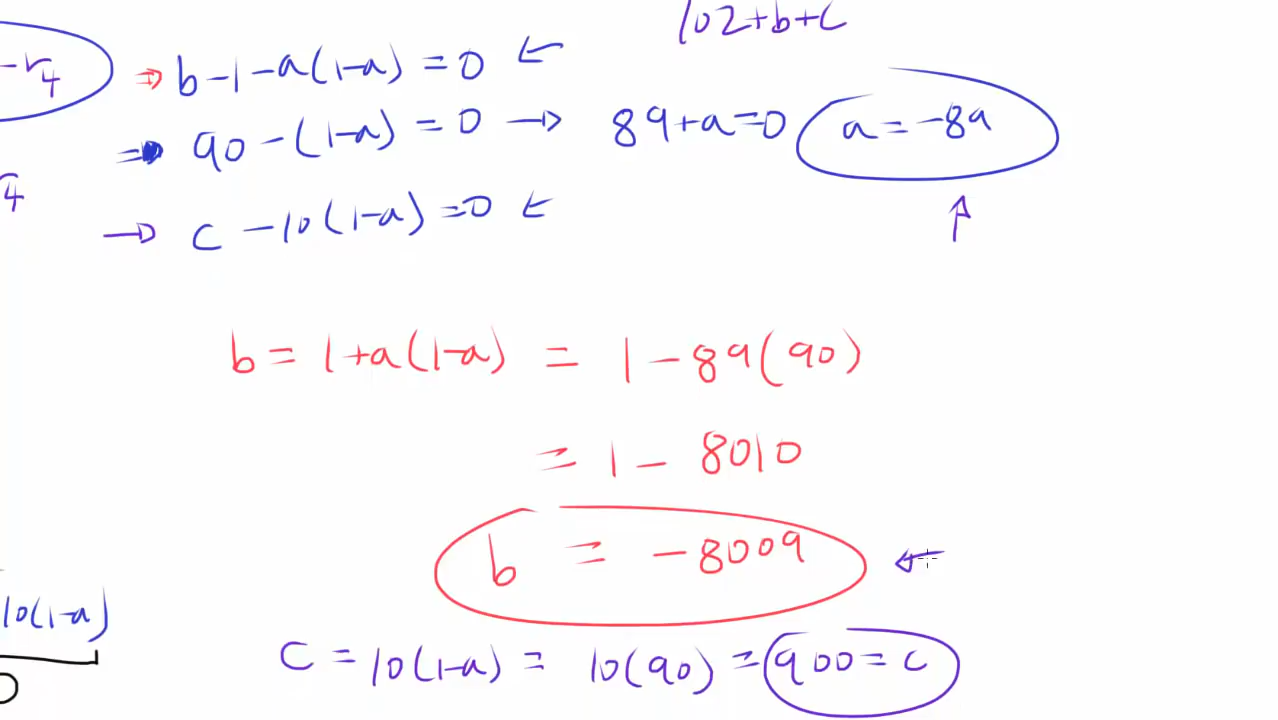 102+b+c
-r4 ⇒ b-1-a(1-a) = 0 ←
⇒ 90-(1-a) = 0 → 89+a=0 a=-89
4
→ c-10(1-a)=0 ←
↑
b = 1+a(1-a) = 1-89(90)
= 1 - 8010
b = -8009 ←
10(1-a)
c = 10(1-a) = 10(90) = 900 = c
0